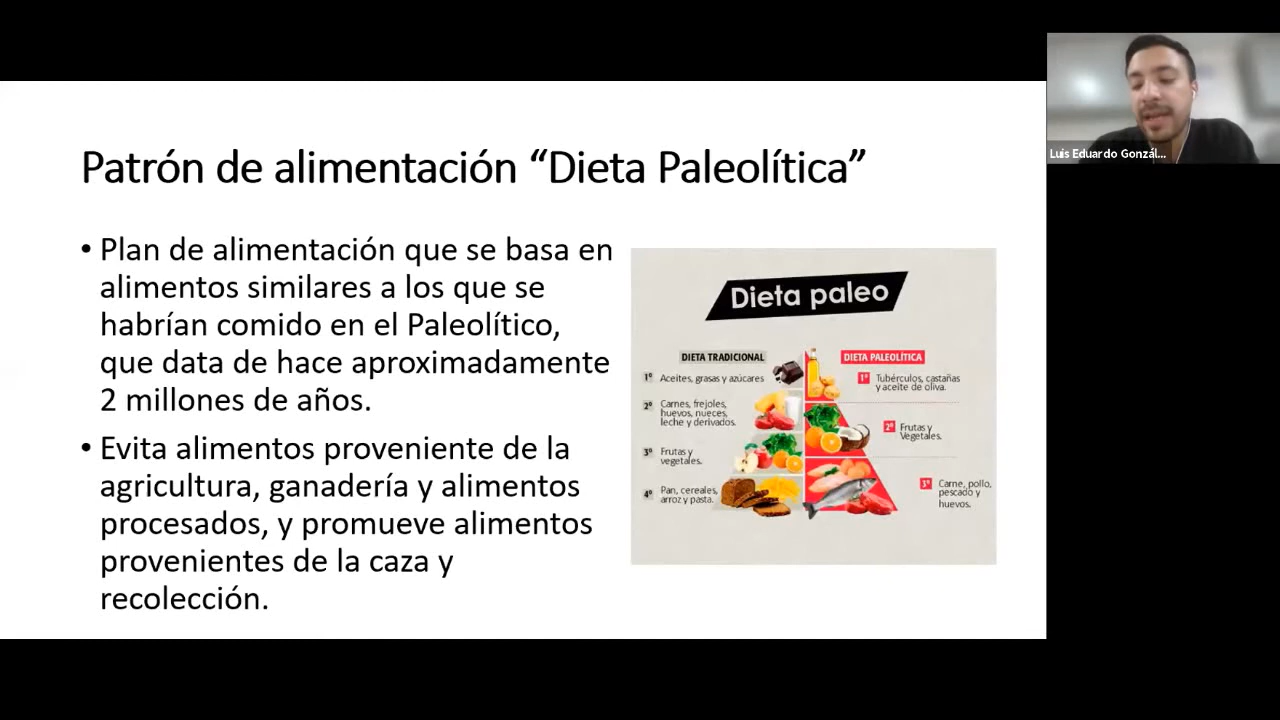 Patrón de alimentación “Dieta Paleolítica”
• Plan de alimentación que se basa en
alimentos similares a los que se
habrían comido en el Paleolítico,
que data de hace aproximadamente
2 millones de años.
• Evita alimentos proveniente de la
agricultura, ganadería y alimentos
procesados, y promueve alimentos
provenientes de la caza y
recolección.
Dieta paleo
DIETA TRADICIONAL
1º Aceites, grasas y azúcares
2º Carnes, frejoles,
huevos, nueces,
leche y derivados.
3º Frutas y
vegetales.
4º Pan, cereales,
arroz y pasta.
DIETA PALEOLÍTICA
1º Tubérculos, castañas
y aceite de oliva.
2º Frutas y
Vegetales.
3º Carne, pollo,
pescado y
huevos.
Luis Eduardo Gonzál...